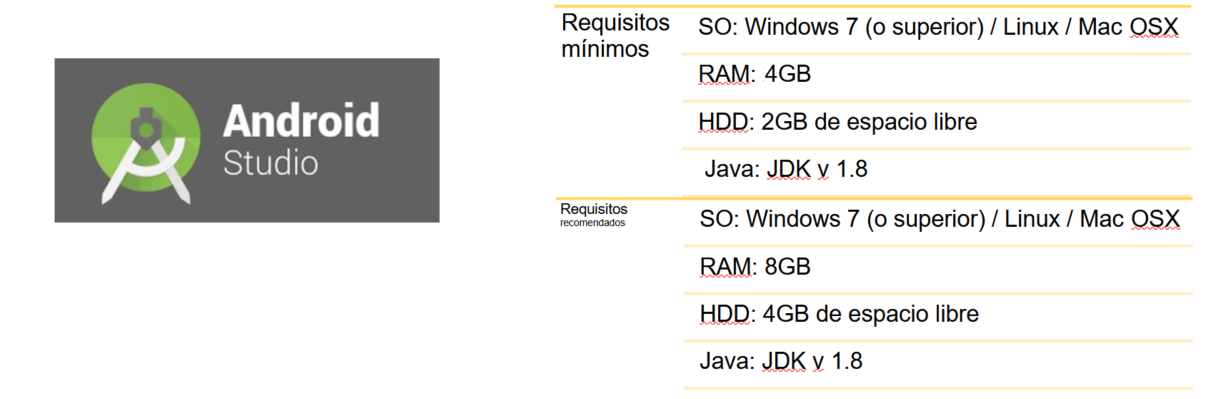 Android
Studio
Requisitos
mínimos
SO: Windows 7 (o superior) / Linux / Mac OSX
RAM: 4GB
HDD: 2GB de espacio libre
Java: JDK v 1.8
Requisitos
recomendados
SO: Windows 7 (o superior) / Linux / Mac OSX
RAM: 8GB
HDD: 4GB de espacio libre
Java: JDK v 1.8